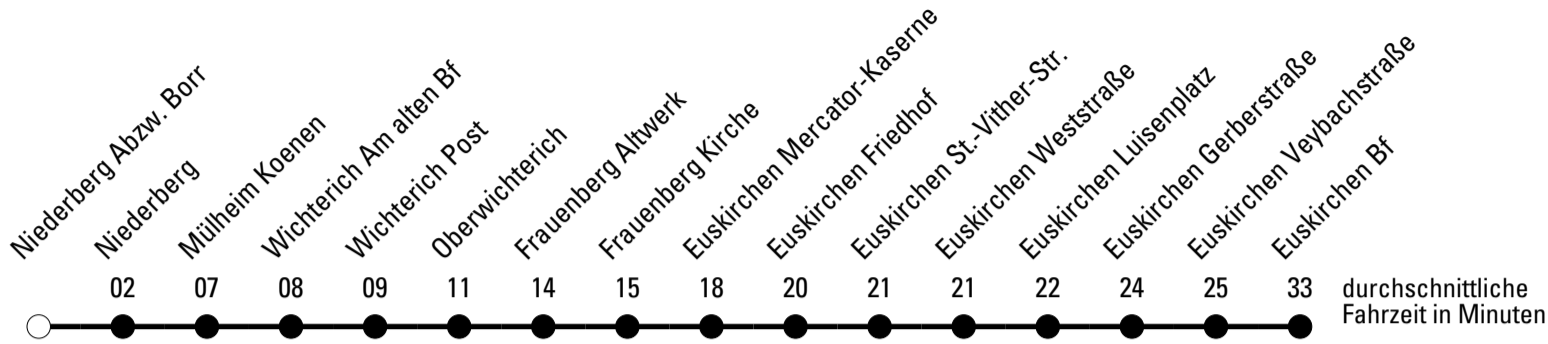 Niederberg Abzw. Borr
Niederberg
Mülheim Koenen
Wichterich Am alten Bf
Wichterich Post
Oberwichterich
Frauenberg Altwerk
Frauenberg Kirche
Euskirchen Mercator-Kaserne
Euskirchen Friedhof
Euskirchen St.-Vither-Str.
Euskirchen Weststraße
Euskirchen Luisenplatz
Euskirchen Gerberstraße
Euskirchen Veybachstraße
Euskirchen Bf
02 07 08 09 11 14 15 18 20 21 21 22 24 25 33
durchschnittliche
Fahrzeit in Minuten